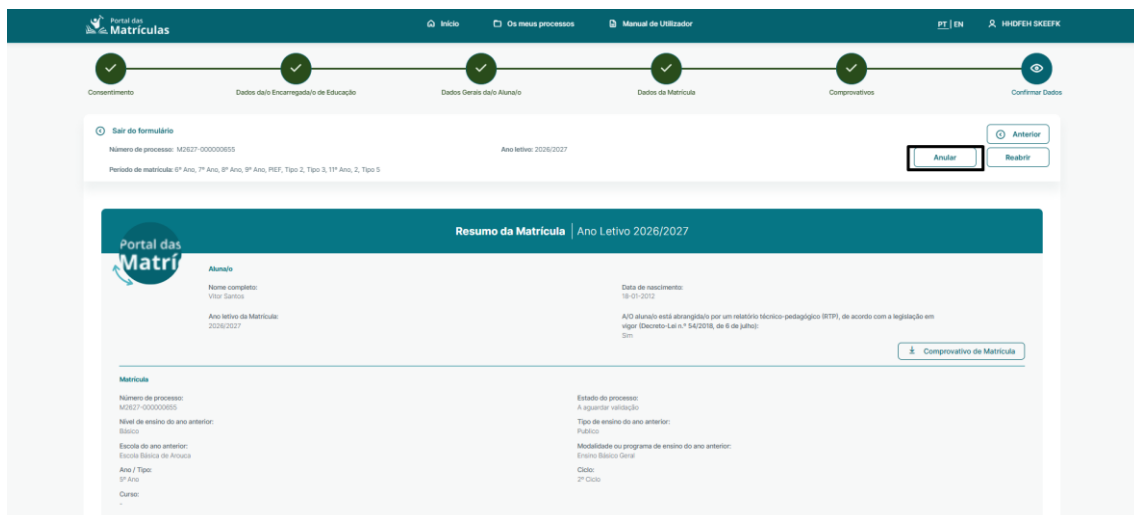 Portal das
Matrículas
Início
Os meus processos
Manual de Utilizador
PT | EN
HHDFEH SKEEFK
Consentimento
Dados da/o Encarregada/o de Educação
Dados Gerais da/o Aluna/o
Dados da Matrícula
Comprovativos
Confirmar Dados
Sair do formulário
Anterior
Número de processo: M2627-000000655
Ano letivo: 2026/2027
Anular
Reabrir
Período de matrícula: 6º Ano, 7º Ano, 8º Ano, 9º Ano, PIEF, Tipo 2, Tipo 3, 11º Ano, 2, Tipo 5
Resumo da Matrícula | Ano Letivo 2026/2027
Portal das
Matrí
Aluna/o
Nome completo:
Vitor Santos
Data de nascimento:
18-01-2012
Ano letivo da Matrícula:
2026/2027
A/O aluna/o está abrangida/o por um relatório técnico-pedagógico (RTP), de acordo com a legislação em
vigor (Decreto-Lei n.º 54/2018, de 6 de julho):
Sim
Comprovativo de Matrícula
Matrícula
Número de processo:
M2627-000000655
Estado do processo:
A aguardar validação
Nível de ensino do ano anterior:
Básico
Tipo de ensino do ano anterior:
Publico
Escola do ano anterior:
Escola Básica de Arouca
Modalidade ou programa de ensino do ano anterior:
Ensino Básico Geral
Ano / Tipo:
5º Ano
Ciclo:
2º Ciclo
Curso:
-